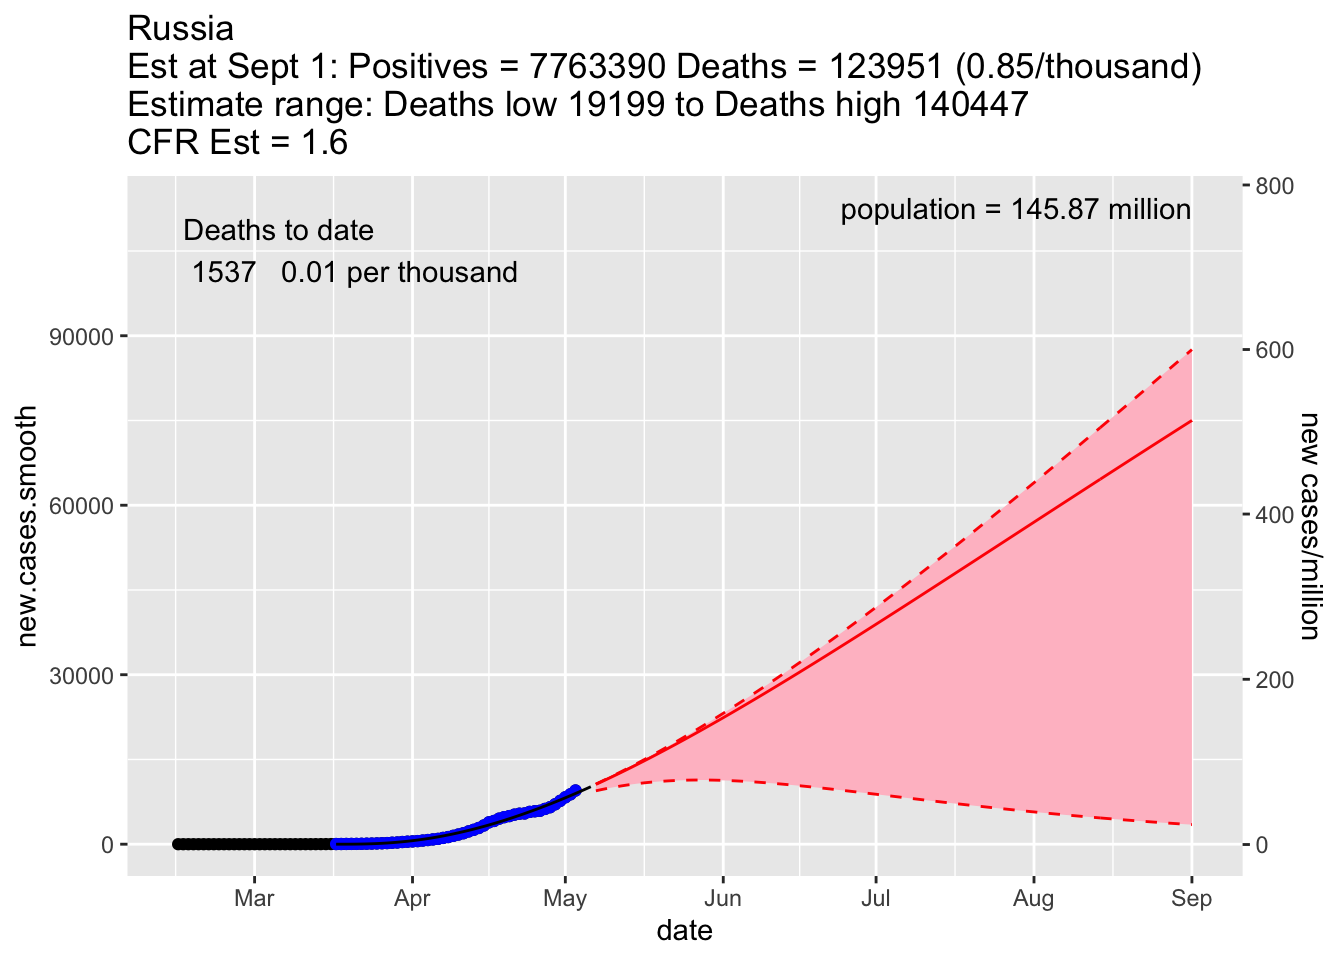 Russia
Est at Sept 1: Positives = 7763390 Deaths = 123951 (0.85/thousand)
Estimate range: Deaths low 19199 to Deaths high 140447
CFR Est = 1.6
800
population = 145.87 million
Deaths to date
1537 0.01 per thousand
90000
600
new.cases.smooth
new cases/million
60000
400
30000
200
0
0
Mar Apr May Jun Jul Aug Sep
date